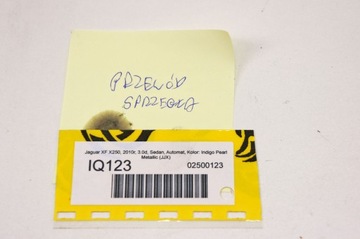 PRZEWÓD
SPRZĘGŁA
Jaguar XF X250, 2010r, 3.0d, Sedan, Automat, Kolor: Indigo Pearl
Metallic (JJX)
IQ123
02500123